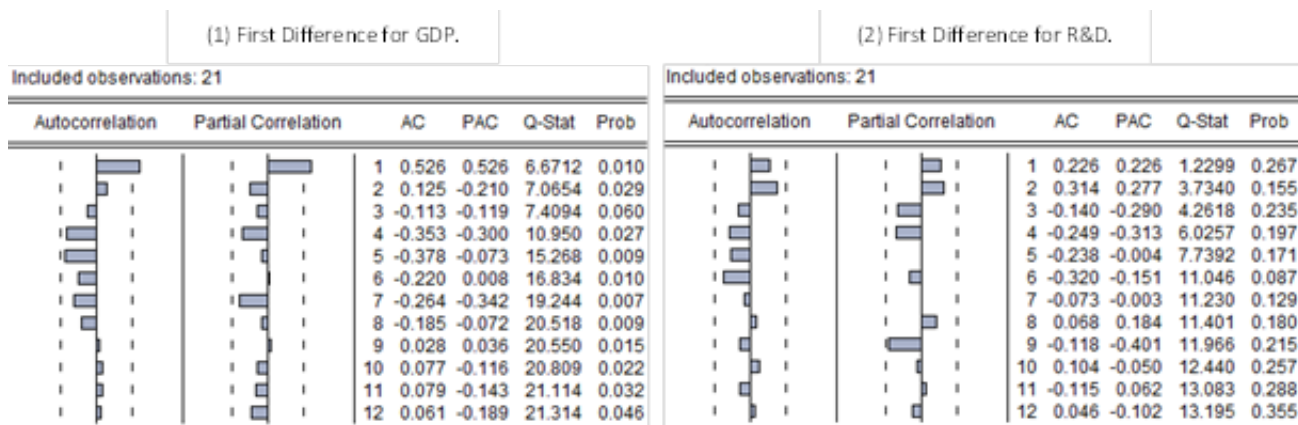 (1) First Difference for GDP.
Included observations: 21
Autocorrelation Partial Correlation AC PAC Q-Stat Prob
1 0.526 0.526 6.6712 0.010
2 0.125 -0.210 7.0654 0.029
3 -0.113 -0.119 7.4094 0.060
4 -0.353 -0.300 10.950 0.027
5 -0.378 -0.073 15.268 0.009
6 -0.220 0.008 16.834 0.010
7 -0.264 -0.342 19.244 0.007
8 -0.185 -0.072 20.518 0.009
9 0.028 0.036 20.550 0.015
10 0.077 -0.116 20.809 0.022
11 0.079 -0.143 21.114 0.032
12 0.061 -0.189 21.314 0.046
(2) First Difference for R&D.
Included observations: 21
Autocorrelation Partial Correlation AC PAC Q-Stat Prob
1 0.226 0.226 1.2299 0.267
2 0.314 0.277 3.7340 0.155
3 -0.140 -0.290 4.2618 0.235
4 -0.249 -0.313 6.0257 0.197
5 -0.238 -0.004 7.7392 0.171
6 -0.320 -0.151 11.046 0.087
7 -0.073 -0.003 11.230 0.129
8 0.068 0.184 11.401 0.180
9 -0.118 -0.401 11.966 0.215
10 0.104 -0.050 12.440 0.257
11 -0.115 0.062 13.083 0.288
12 0.046 -0.102 13.195 0.355